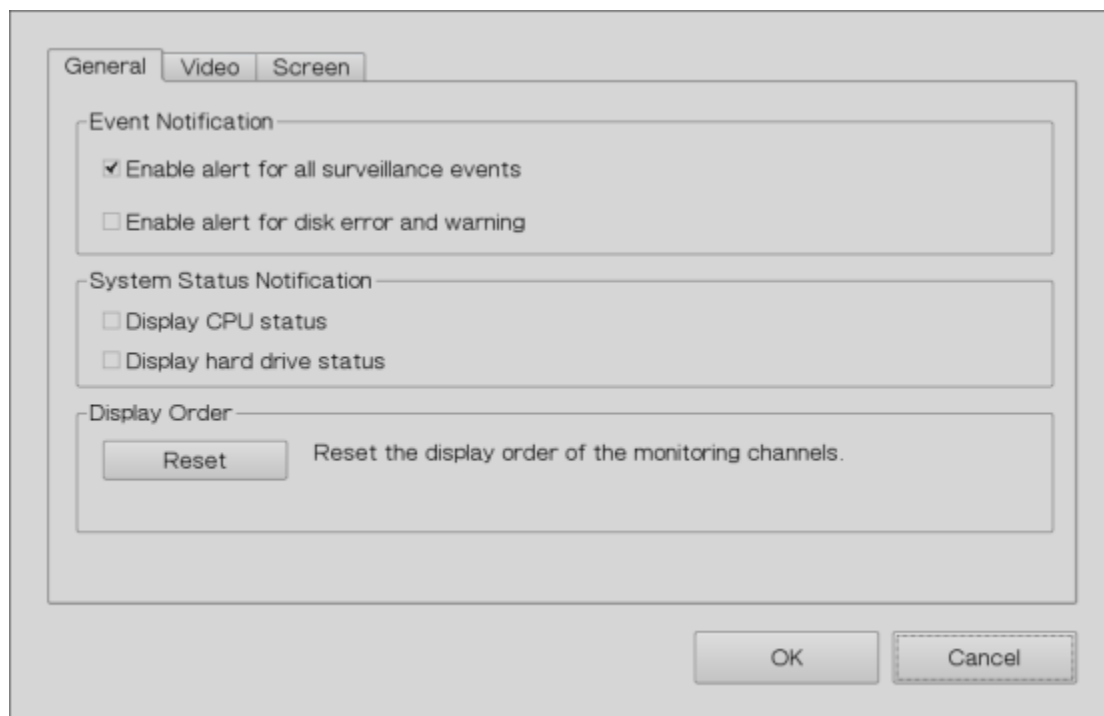 General Video Screen
Event Notification
Enable alert for all surveillance events
Enable alert for disk error and warning
System Status Notification
Display CPU status
Display hard drive status
Display Order
Reset Reset the display order of the monitoring channels.
OK Cancel